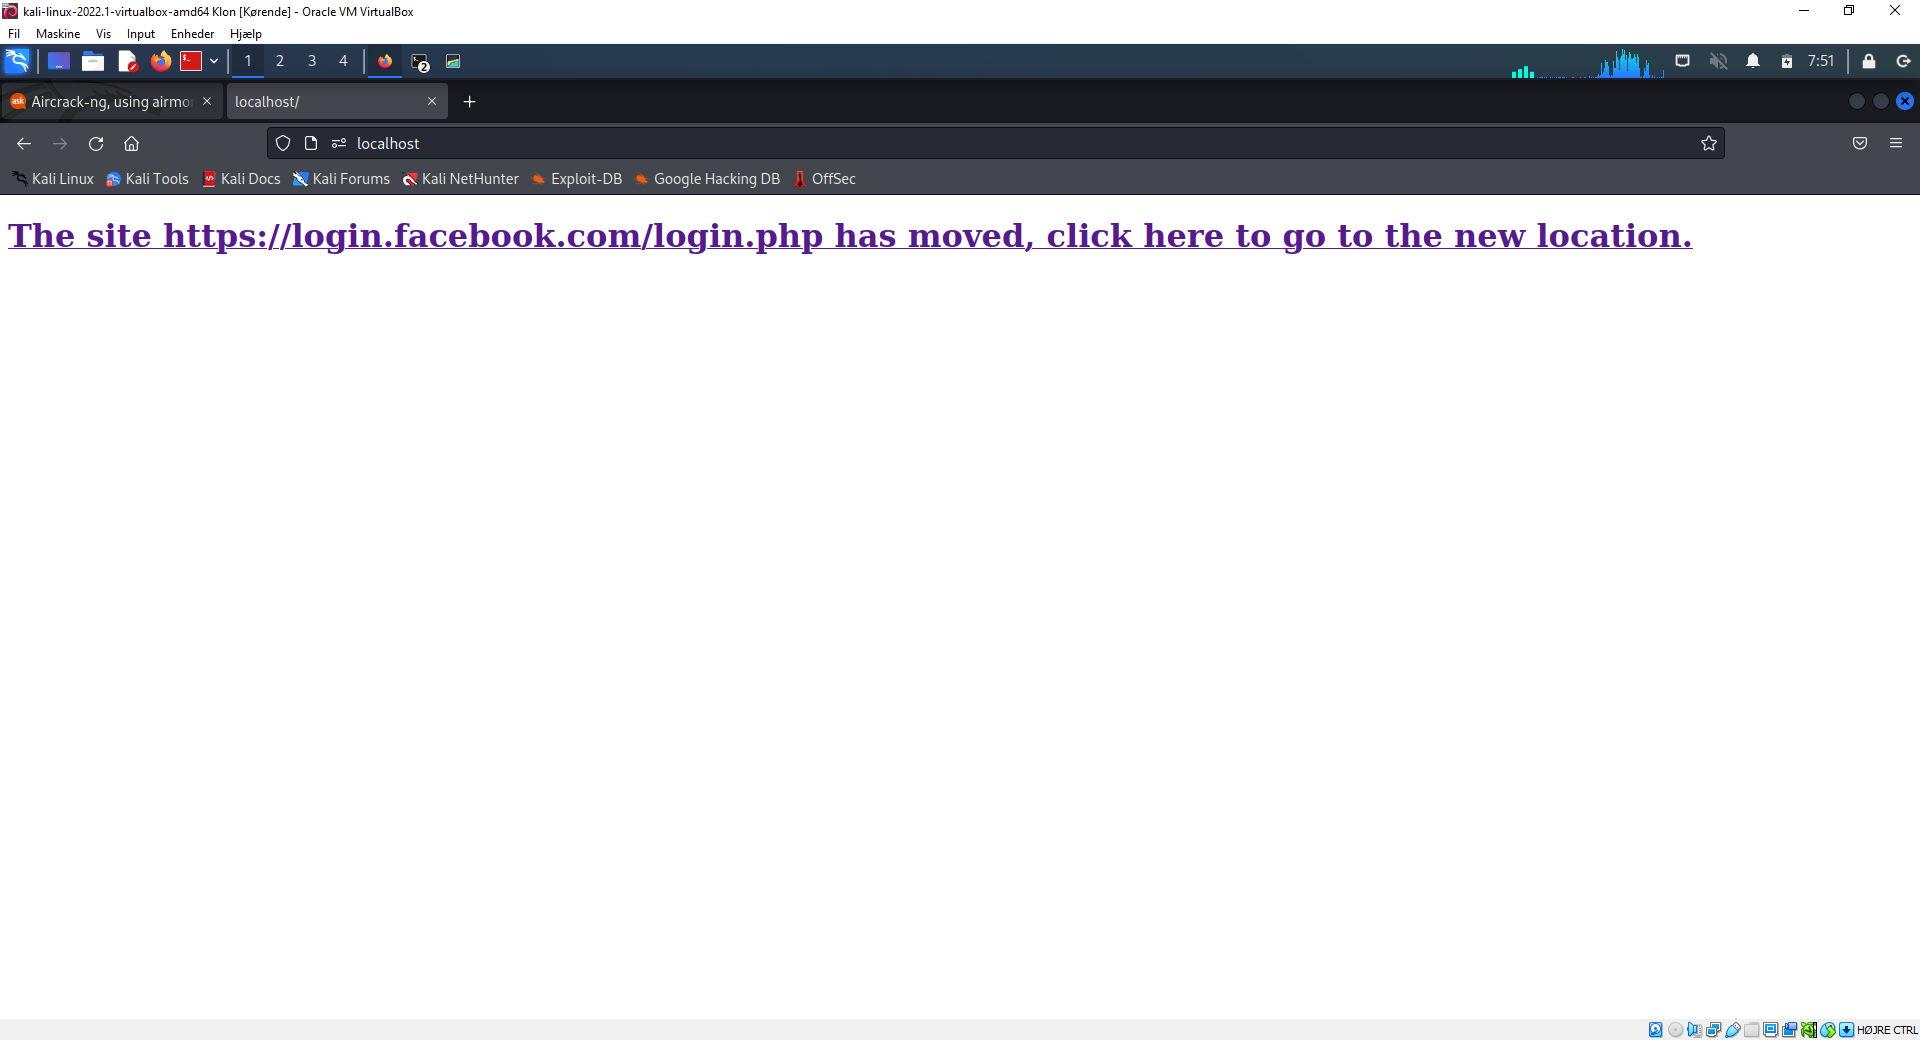 kali-linux-2022.1-virtualbox-amd64 Klon [Kørende] - Oracle VM VirtualBox
Fil Maskine Vis Input Enheder Hjælp
1 2 3 4 2 7:51
ask Aircrack-ng, using airmo localhost/
localhost
Kali Linux Kali Tools Kali Docs Kali Forums Kali NetHunter Exploit-DB Google Hacking DB OffSec
The site https://login.facebook.com/login.php has moved, click here to go to the new location.
HØJRE CTRL